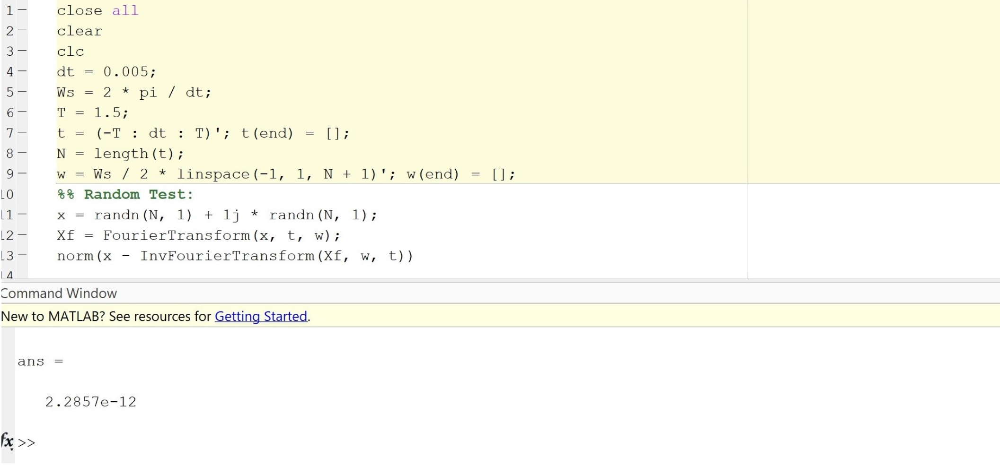 1 close all
2 clear
3 clc
4 dt = 0.005;
5 Ws = 2 * pi / dt;
6 T = 1.5;
7 t = (-T : dt : T)'; t(end) = [];
8 N = length(t);
9 w = Ws / 2 * linspace(-1, 1, N + 1)'; w(end) = [];
10 %% Random Test:
11 x = randn(N, 1) + 1j * randn(N, 1);
12 Xf = FourierTransform(x, t, w);
13 norm(x - InvFourierTransform(Xf, w, t))
14
Command Window
New to MATLAB? See resources for Getting Started.
ans =
2.2857e-12
fx >>